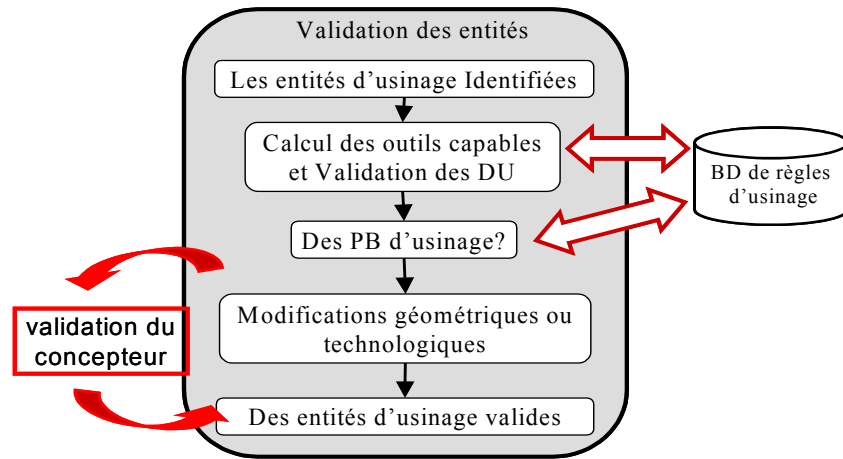 Validation des entités
Les entités d'usinage Identifiées
Calcul des outils capables
et Validation des DU
BD de règles
d'usinage
Des PB d'usinage?
validation du
concepteur
Modifications géométriques ou
technologiques
Des entités d'usinage valides